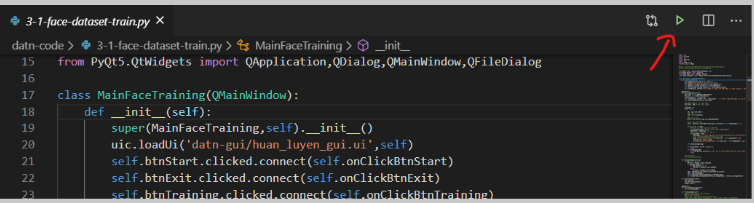 3-1-face-dataset-train.py
datn-code > 3-1-face-dataset-train.py > MainFaceTraining > __init__
15 from PyQt5.QtWidgets import QApplication,QDialog,QMainWindow,QFileDialog
16
17 class MainFaceTraining(QMainWindow):
18     def __init__(self):
19         super(MainFaceTraining,self).__init__()
20         uic.loadUi('datn-gui/huan_luyen_gui.ui',self)
21         self.btnStart.clicked.connect(self.onClickBtnStart)
22         self.btnExit.clicked.connect(self.onClickBtnExit)
23         self.btnTraining.clicked.connect(self.onClickBtnTraining)